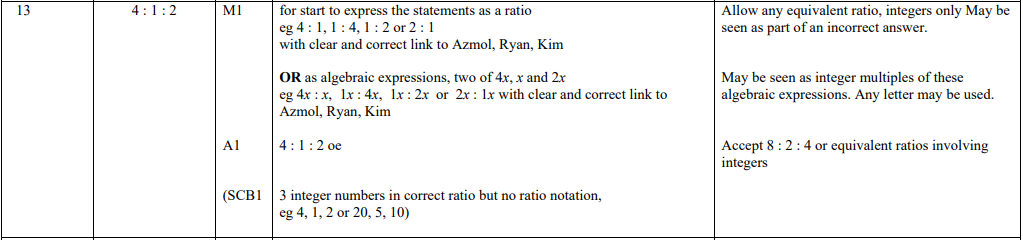 13 4 : 1 : 2 M1 for start to express the statements as a ratio Allow any equivalent ratio, integers only May be
eg 4 : 1, 1 : 4, 1 : 2 or 2 : 1 seen as part of an incorrect answer.
with clear and correct link to Azmol, Ryan, Kim
OR as algebraic expressions, two of 4x, x and 2x May be seen as integer multiples of these
eg 4x : x, 1x : 4x, 1x : 2x or 2x : 1x with clear and correct link to algebraic expressions. Any letter may be used.
Azmol, Ryan, Kim
A1 4 : 1 : 2 oe Accept 8 : 2 : 4 or equivalent ratios involving
integers
(SCB1 3 integer numbers in correct ratio but no ratio notation,
eg 4, 1, 2 or 20, 5, 10)